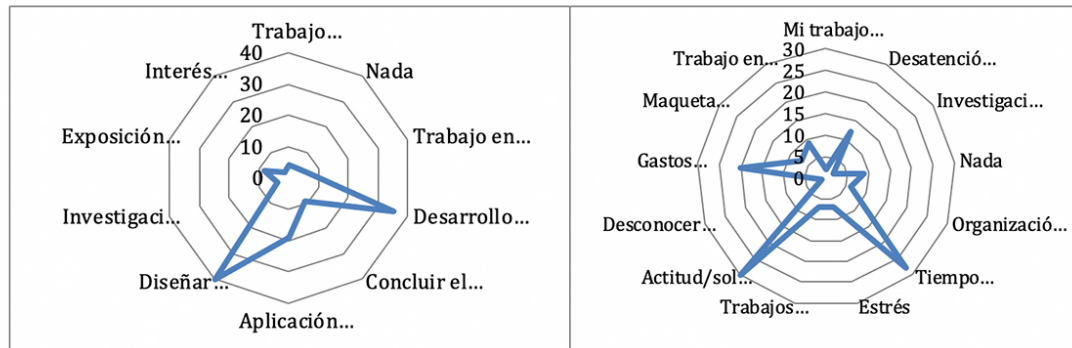 Trabajo...
40
Interés...
Nada
30
20
Exposición...
Trabajo en...
10
0
Investigaci...
Desarrollo...
Diseñar...
Concluir el...
Aplicación...
Mi trabajo...
30
Trabajo en...
Desatenció...
25
20
Maqueta...
Investigaci...
15
10
Gastos...
5
Nada
0
Desconocer...
Organizació...
Actitud/sol...
Tiempo...
Trabajos...
Estrés